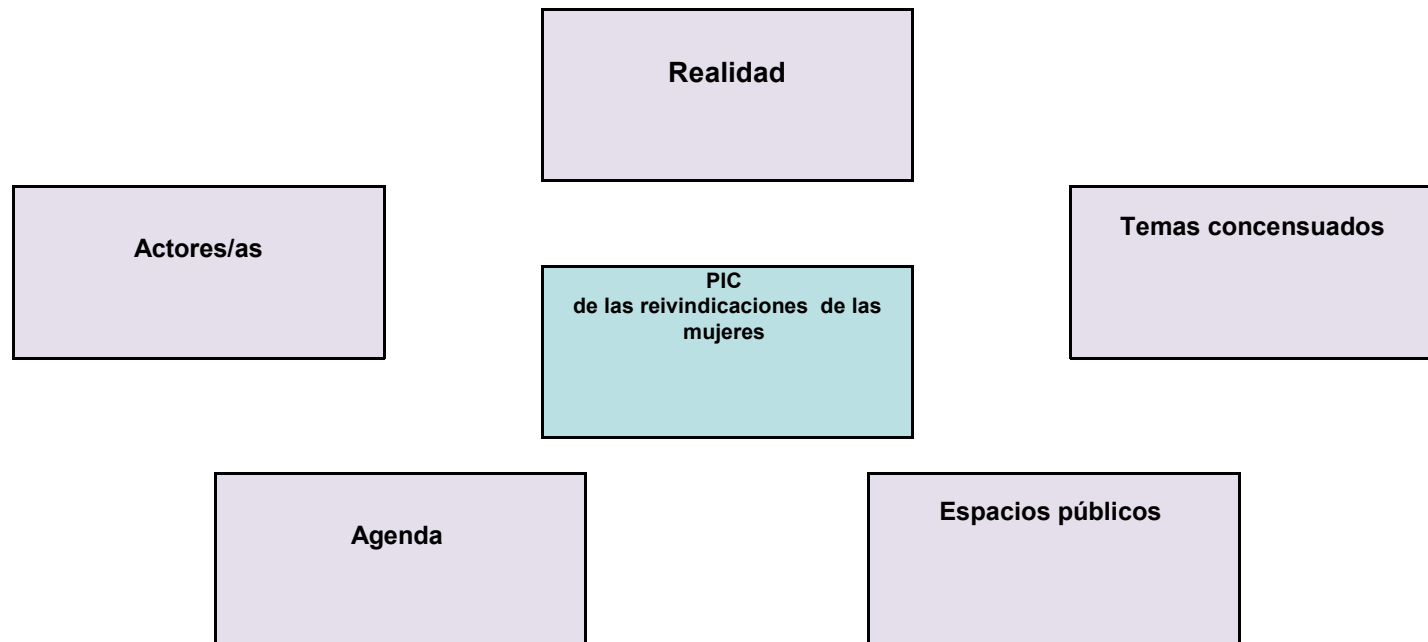 Realidad
Actores/as
Temas concensuados
PIC
de las reivindicaciones de las
mujeres
Agenda
Espacios públicos